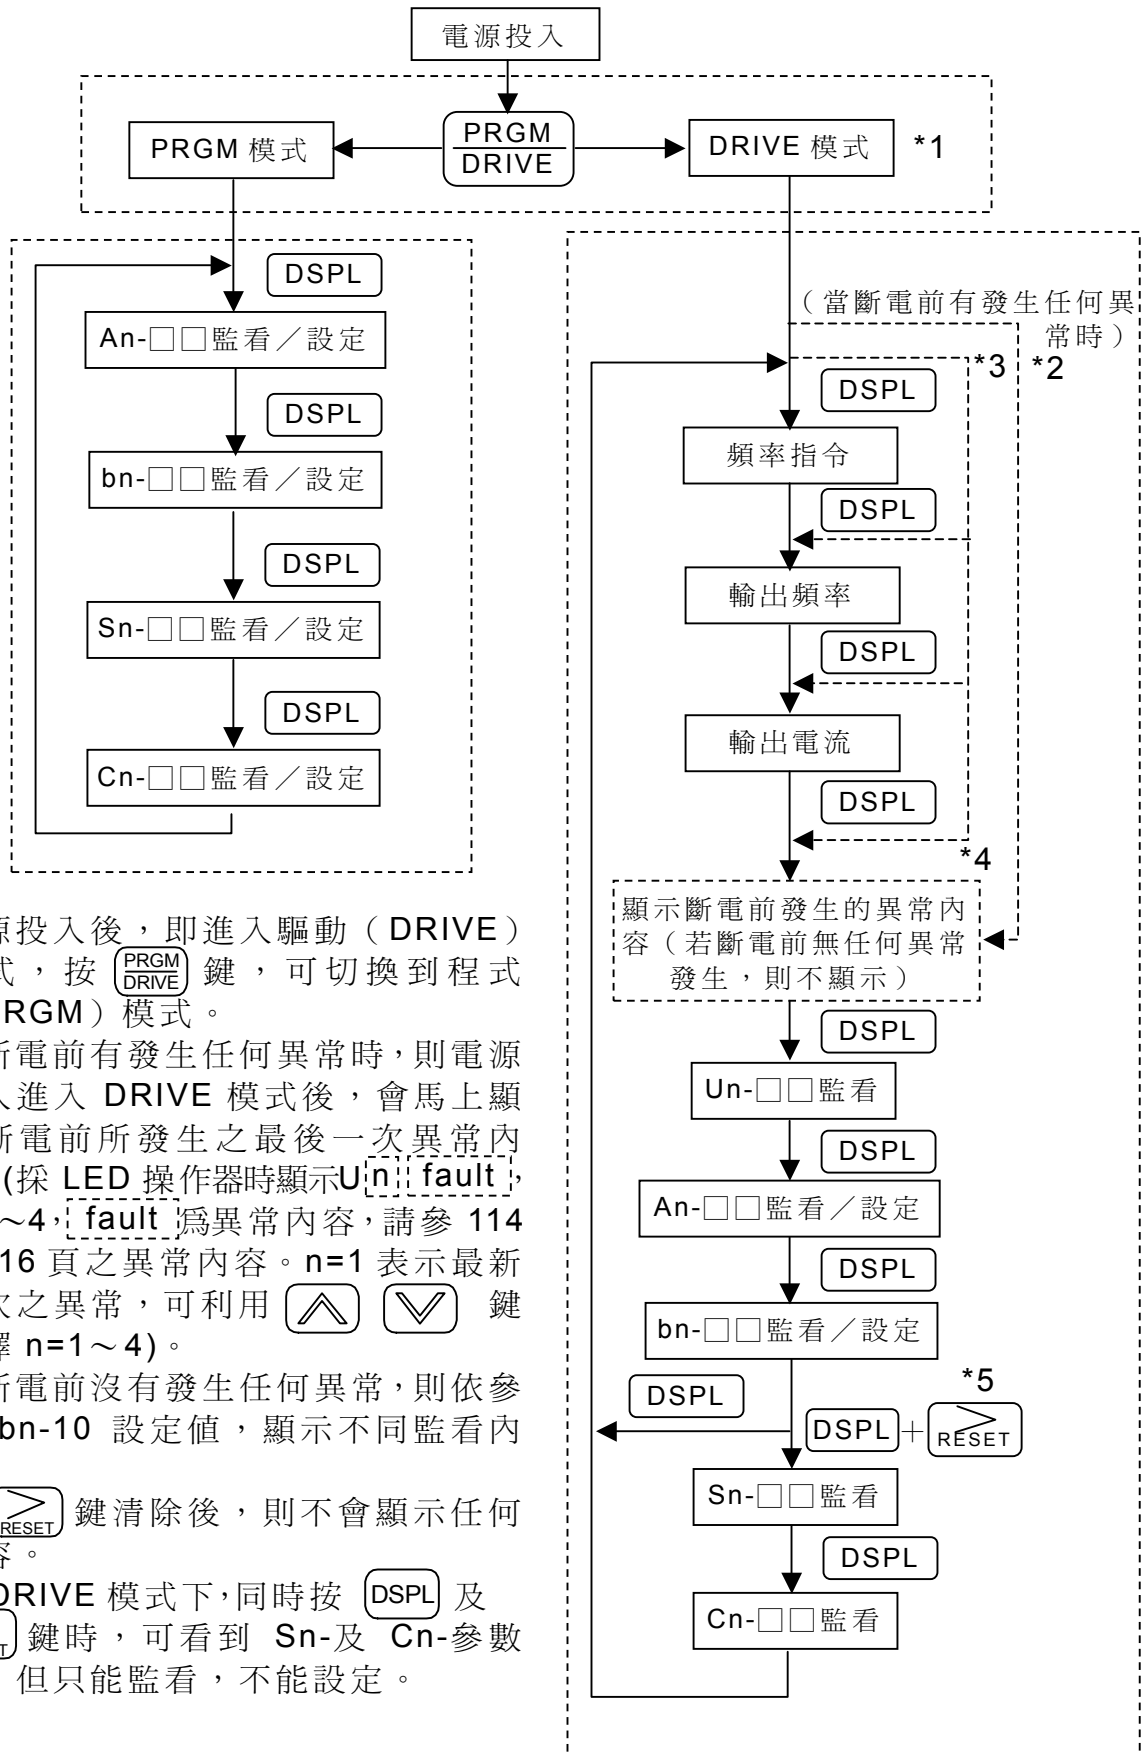 電源投入
PRGM 模式
PRGM
DRIVE
DRIVE 模式
*1
DSPL
An-□□監看／設定
DSPL
bn-□□監看／設定
DSPL
Sn-□□監看／設定
DSPL
Cn-□□監看／設定
（當斷電前有發生任何異
常時）
*3
*2
DSPL
頻率指令
DSPL
輸出頻率
DSPL
輸出電流
DSPL
*4
顯示斷電前發生的異常內
容（若斷電前無任何異常
發生，則不顯示）
DSPL
Un-□□監看
DSPL
An-□□監看／設定
DSPL
bn-□□監看／設定
DSPL
*5
DSPL＋RESET
Sn-□□監看
DSPL
Cn-□□監看
投入後，即進入驅動（DRIVE）
，按 PRGM DRIVE 鍵，可切換到程式
RGM）模式。
電前有發生任何異常時，則電源
進入 DRIVE 模式後，會馬上顯
電前所發生之最後一次異常內
(採 LED 操作器時顯示Un fault，
～4，fault 爲異常內容，請參 114
16 頁之異常內容。n=1 表示最新
之異常，可利用 鍵
n=1～4)。
電前沒有發生任何異常，則依參
bn-10 設定值，顯示不同監看內
RESET 鍵清除後，則不會顯示任何
。
DRIVE 模式下，同時按 DSPL 及
鍵時，可看到 Sn-及 Cn-參數
但只能監看，不能設定。